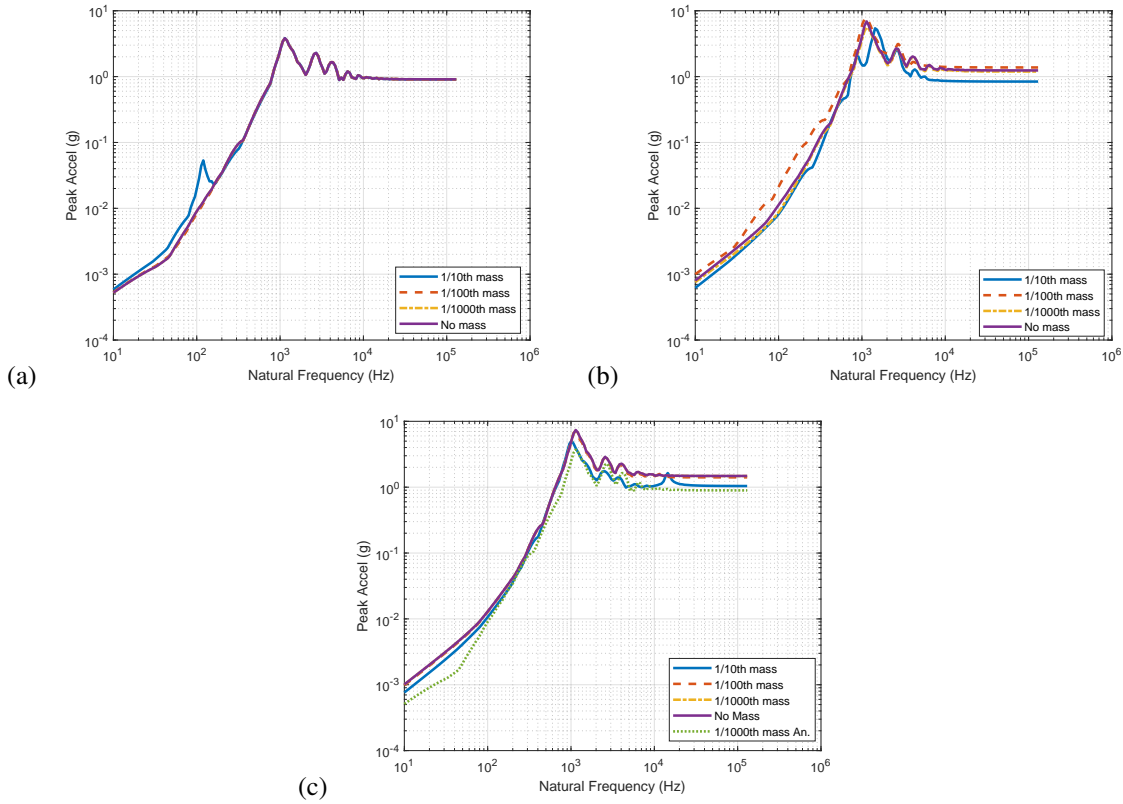 10^1
10^0
10^-1
10^-2
10^-3
10^-4
Peak Accel (g)
1/10th mass
1/100th mass
1/1000th mass
No mass
10^1 10^2 10^3 10^4 10^5 10^6
Natural Frequency (Hz)
(a)
10^1
10^0
10^-1
10^-2
10^-3
10^-4
Peak Accel (g)
1/10th mass
1/100th mass
1/1000th mass
No mass
10^1 10^2 10^3 10^4 10^5 10^6
Natural Frequency (Hz)
(b)
10^1
10^0
10^-1
10^-2
10^-3
10^-4
Peak Accel (g)
1/10th mass
1/100th mass
1/1000th mass
No Mass
1/1000th mass An.
10^1 10^2 10^3 10^4 10^5 10^6
Natural Frequency (Hz)
(c)